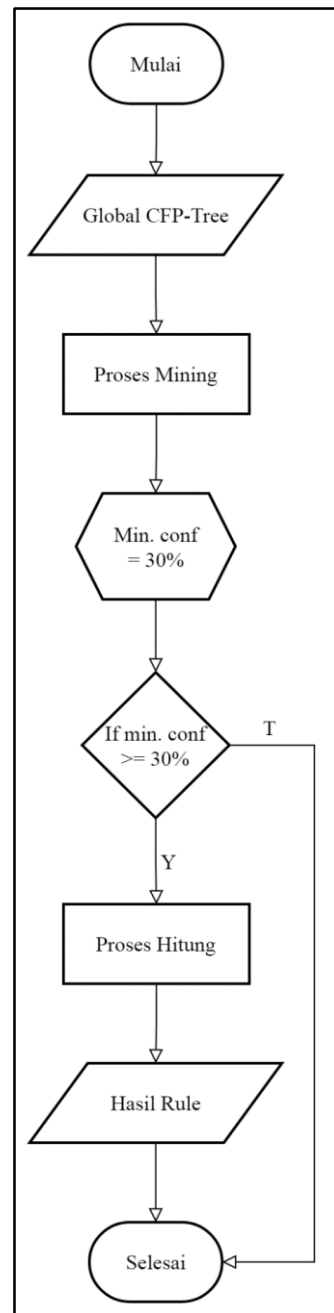 Mulai
Global CFP-Tree
Proses Mining
Min. conf
= 30%
If min. conf
>= 30%
T
Y
Proses Hitung
Hasil Rule
Selesai